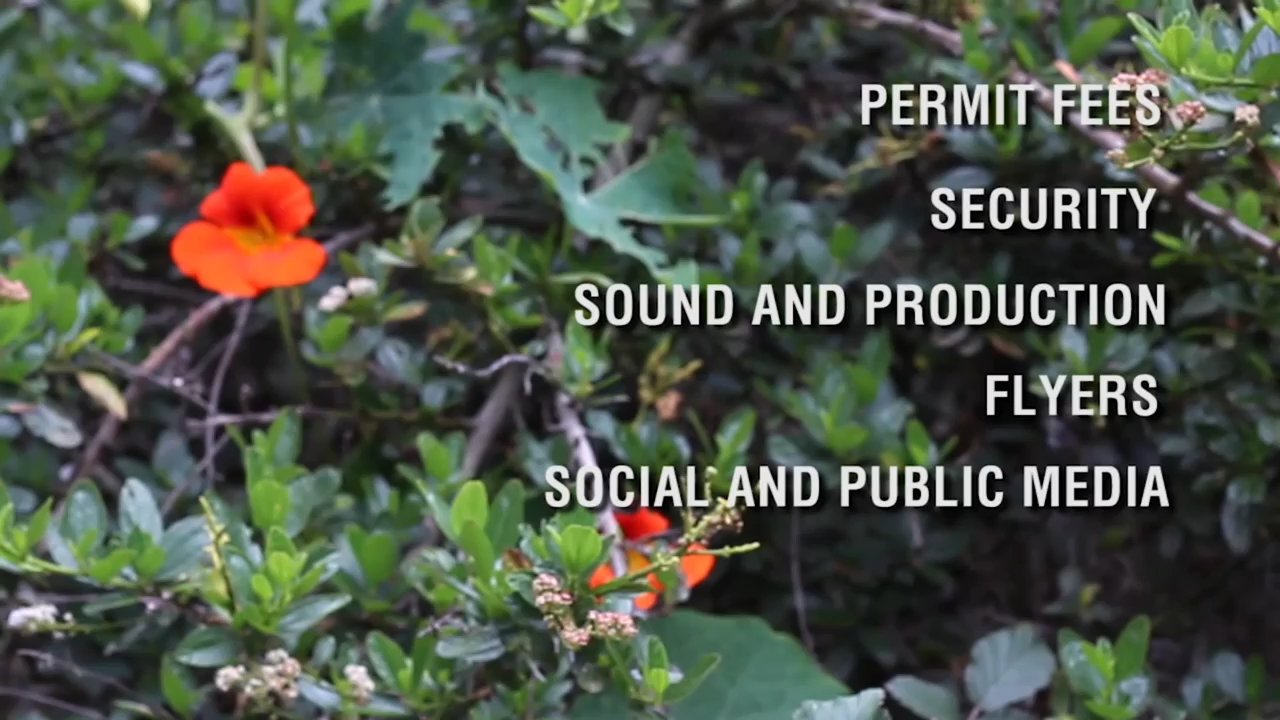 PERMIT FEES
SECURITY
SOUND AND PRODUCTION
FLYERS
SOCIAL AND PUBLIC MEDIA